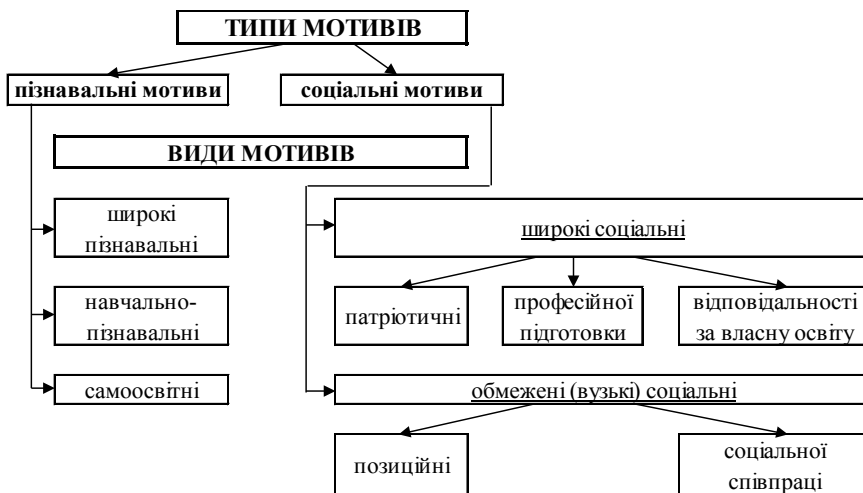 ТИПИ МОТИВІВ
пізнавальні мотиви
соціальні мотиви
ВИДИ МОТИВІВ
широкі
пізнавальні
широкі соціальні
навчально-
пізнавальні
патріотичні
професійної
підготовки
відповідальності
за власну освіту
самоосвітні
обмежені (вузькі) соціальні
позиційні
соціальної
співпраці